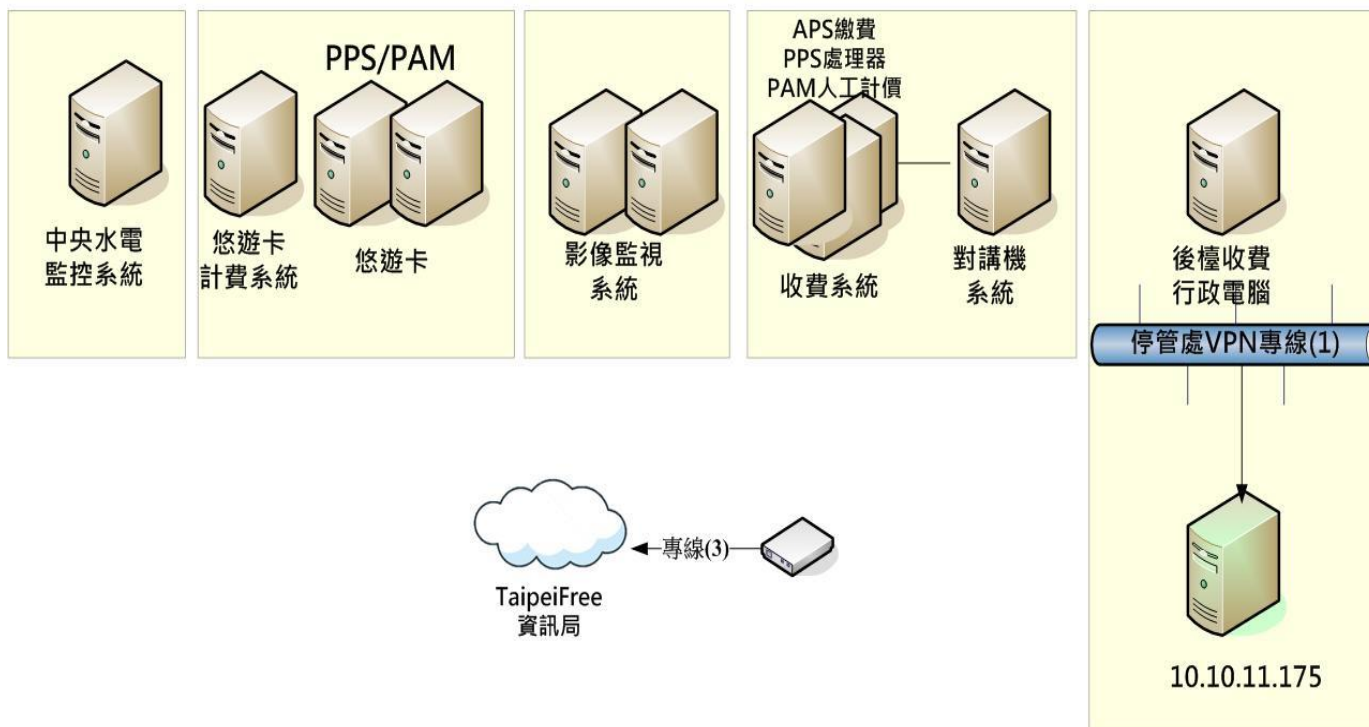 中央水電
監控系統
PPS/PAM
悠遊卡
計費系統
悠遊卡
影像監視
系統
APS繳費
PPS處理器
PAM人工計價
收費系統
對講機
系統
後檯收費
行政電腦
停管處VPN專線(1)
10.10.11.175
專線(3)
TaipeiFree
資訊局